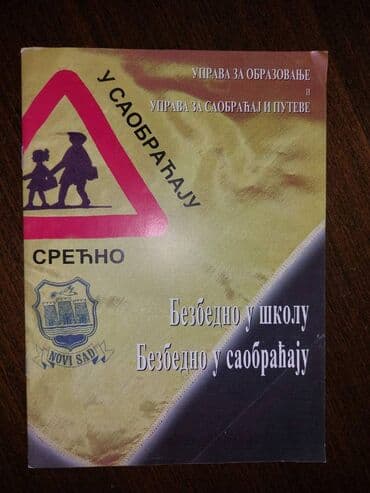 УПРАВА ЗА ОБРАЗОВАЊЕ
и
УПРАВА ЗА САОБРАЋАЈ И ПУТЕВЕ
У САОБРАЋАЈУ
СРЕЋНО
NOVI SAD
Безбедно у школу
Безбедно у саобраћају